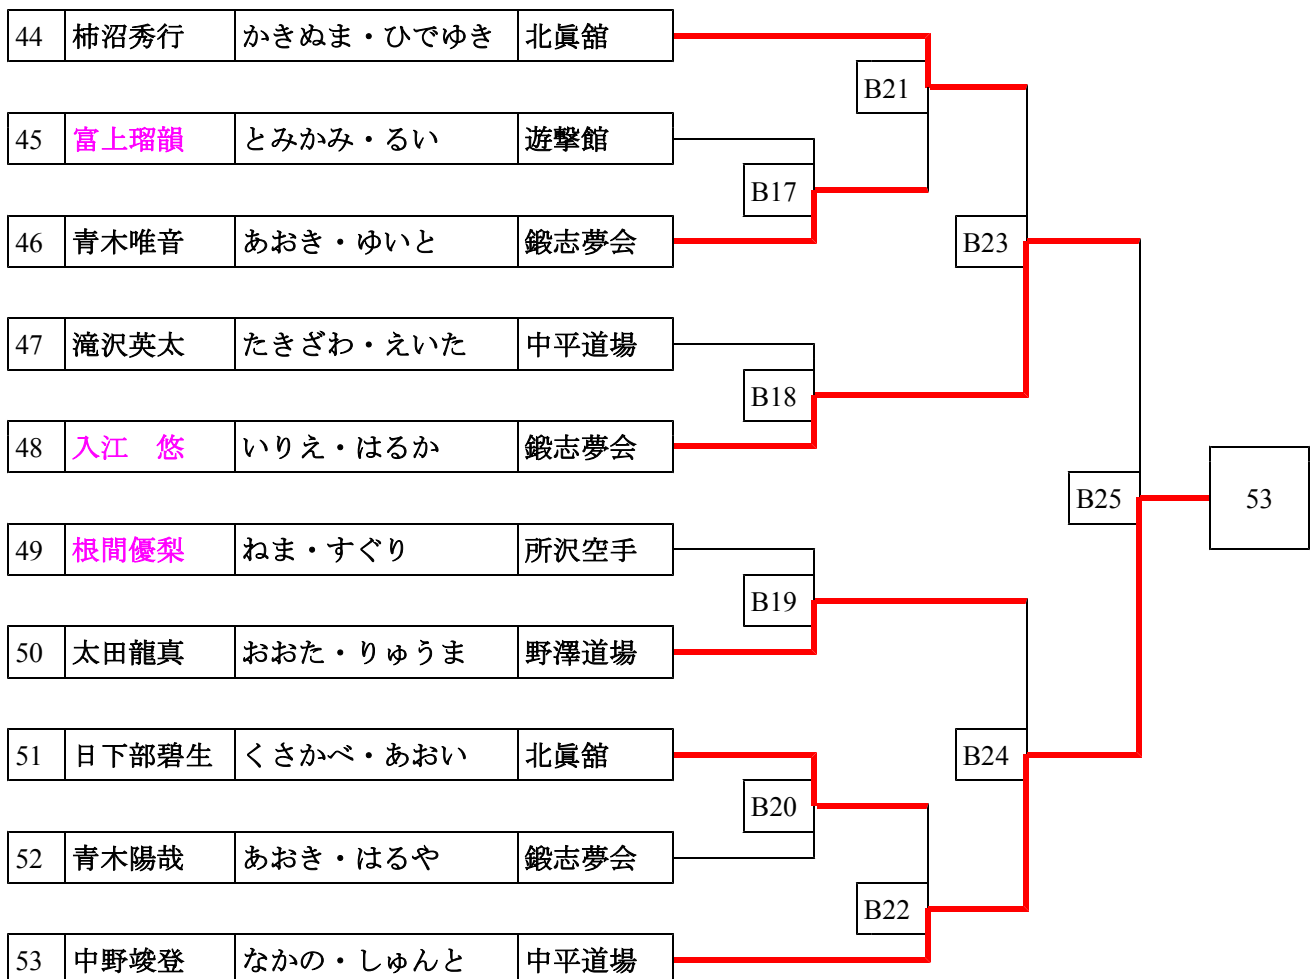 44 柿沼秀行 かきぬま・ひでゆき 北眞舘
B21
45 富上瑠韻 とみかみ・るい 遊撃館
B17
46 青木唯音 あおき・ゆいと 鍛志夢会
B23
47 滝沢英太 たきざわ・えいた 中平道場
B18
48 入江　悠 いりえ・はるか 鍛志夢会
B25 53
49 根間優梨 ねま・すぐり 所沢空手
B19
50 太田龍真 おおた・りゅうま 野澤道場
51 日下部碧生 くさかべ・あおい 北眞舘
B24
B20
52 青木陽哉 あおき・はるや 鍛志夢会
B22
53 中野竣登 なかの・しゅんと 中平道場